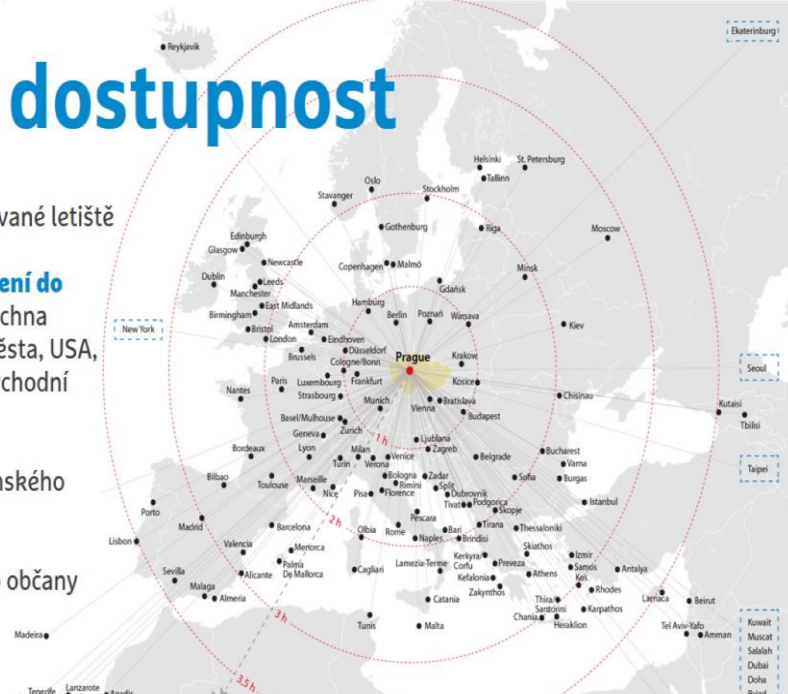 dostupnost
vané letiště
ení do
chna
ěsta, USA,
chodní
nského
občany
Reykjavik
Ekaterinburg
Helsinki
St. Petersburg
Tallinn
Oslo
Stavanger
Stockholm
Gothenburg
Riga
Moscow
Edinburgh
Glasgow
Newcastle
Copenhagen
Malmö
Minsk
Dublin
Leeds
Manchester
Gdańsk
East Midlands
Birmingham
Hamburg
Berlin
Poznań
Warsava
New York
Bristol
Amsterdam
London
Eindhoven
Kiev
Brussels
Düsseldorf
Cologne/Bonn
Prague
Krakow
Seoul
Nantes
Paris
Luxembourg
Frankfurt
Kosice
Strasbourg
Munich
Vienna
Bratislava
Chisinau
Budapest
Kutaisi
Tbilisi
Basel/Mulhouse
Zurich
Geneva
1 h
Ljublana
Zagreb
Bordeaux
Lyon
Milan
Turin
Verona
Venice
Belgrade
Bucharest
Varna
Taipei
Bilbao
Toulouse
Marseille
Nice
Bologna
Rimini
Pisa
Florence
Zadar
Split
Sofia
Burgas
Porto
Dubrovnik
Tivat
Podgorica
Skopje
Istanbul
Madrid
Barcelona
2 h
Olbia
Rome
Pescara
Naples
Bari
Brindisi
Tirana
Thessaloniki
Lisbon
Valencia
Menorca
Palma
De Mallorca
Cagliari
Lamezia-Terme
Kerkyra/
Corfu
Preveza
Skiathos
Izmir
Samos
Kos
Antalya
Sevilla
Malaga
Almeria
Alicante
Kefalonia
Zakynthos
Athens
Rhodes
Catania
Thira/
Santorini
Karpathos
Chania
Heraklion
Larnaca
Beirut
3 h
Tunis
Malta
Tel Aviv-Yafo
Amman
Madeira
Kuwait
Muscat
Salalah
Dubai
Doha
3,5 h
Tenerife
Lanzarote
Agadir